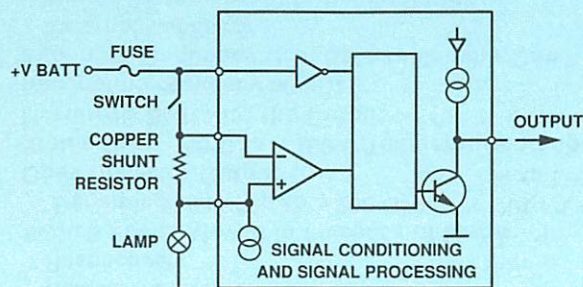 FUSE
+V BATT
SWITCH
COPPER
SHUNT
RESISTOR
LAMP
OUTPUT
−
+
SIGNAL CONDITIONING
AND SIGNAL PROCESSING